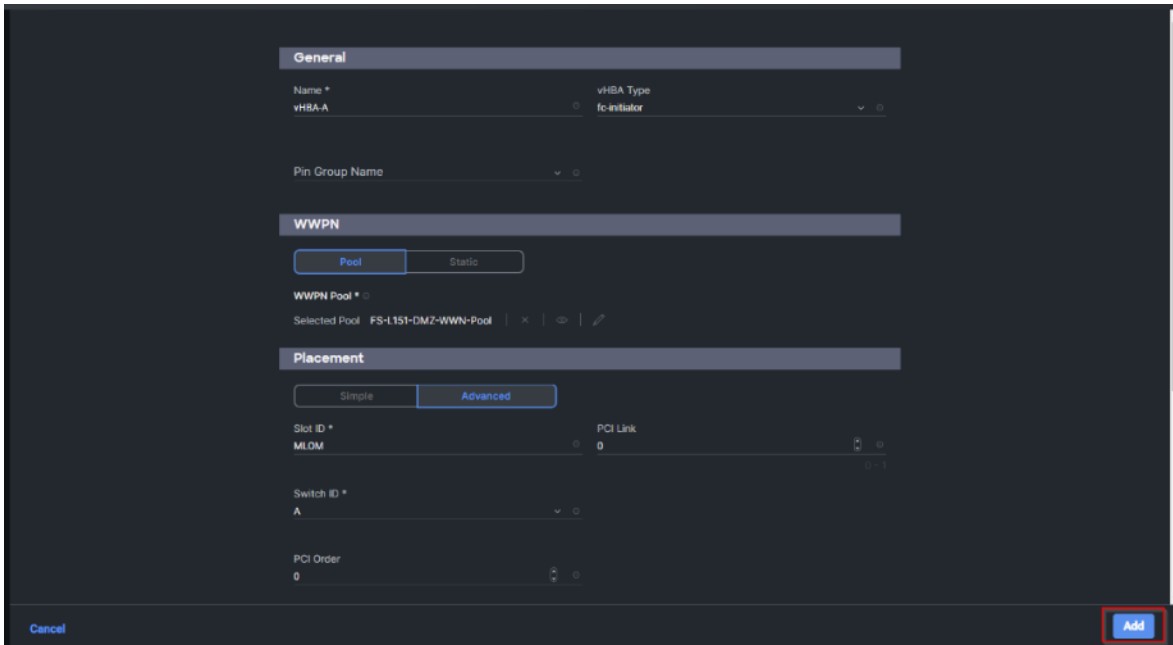 General
Name * vHBA Type
vHBA-A fc-initiator
Pin Group Name
WWPN
Pool Static
WWPN Pool *
Selected Pool FS-L151-DMZ-WWN-Pool
Placement
Simple Advanced
Slot ID * PCI Link
MLOM 0
0 - 1
Switch ID *
A
PCI Order
0
Cancel Add